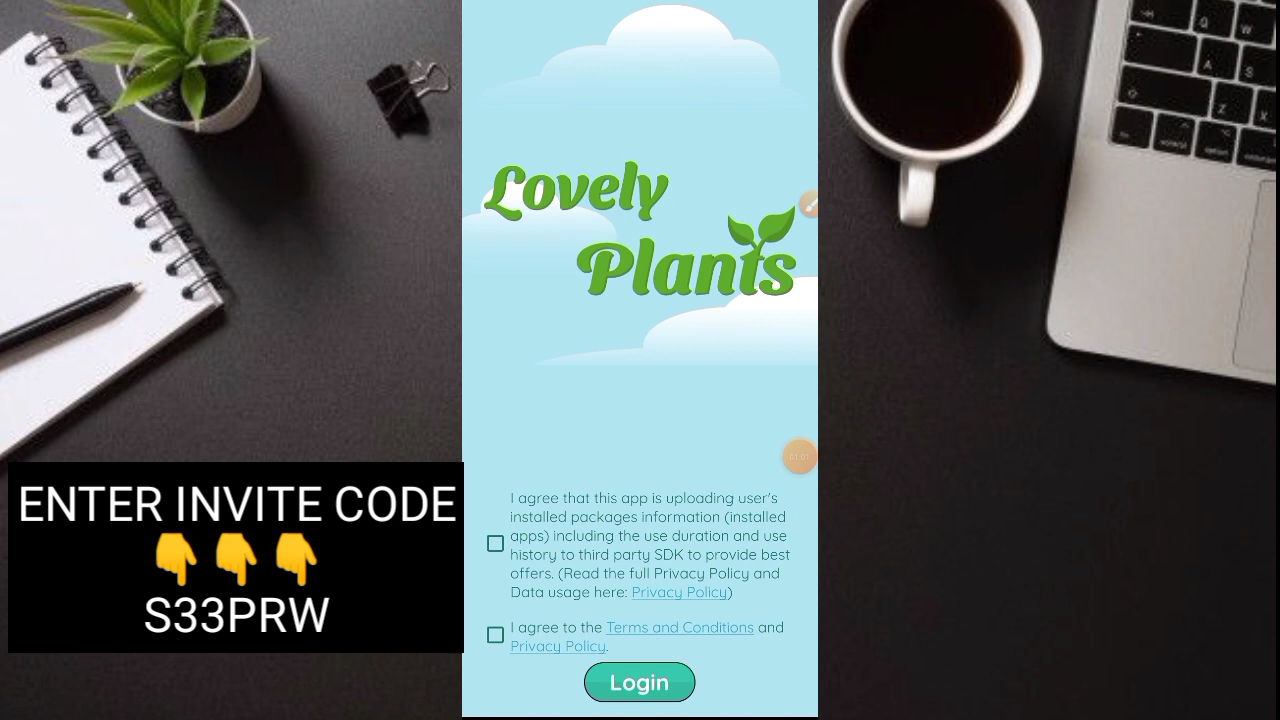 Lovely
Plants
01:01
I agree that this app is uploading user's
installed packages information (installed
apps) including the use duration and use
history to third party SDK to provide best
offers. (Read the full Privacy Policy and
Data usage here: Privacy Policy)
I agree to the Terms and Conditions and
Privacy Policy.
Login
ENTER INVITE CODE
👇👇👇
S33PRW
Q W
A S
Z X